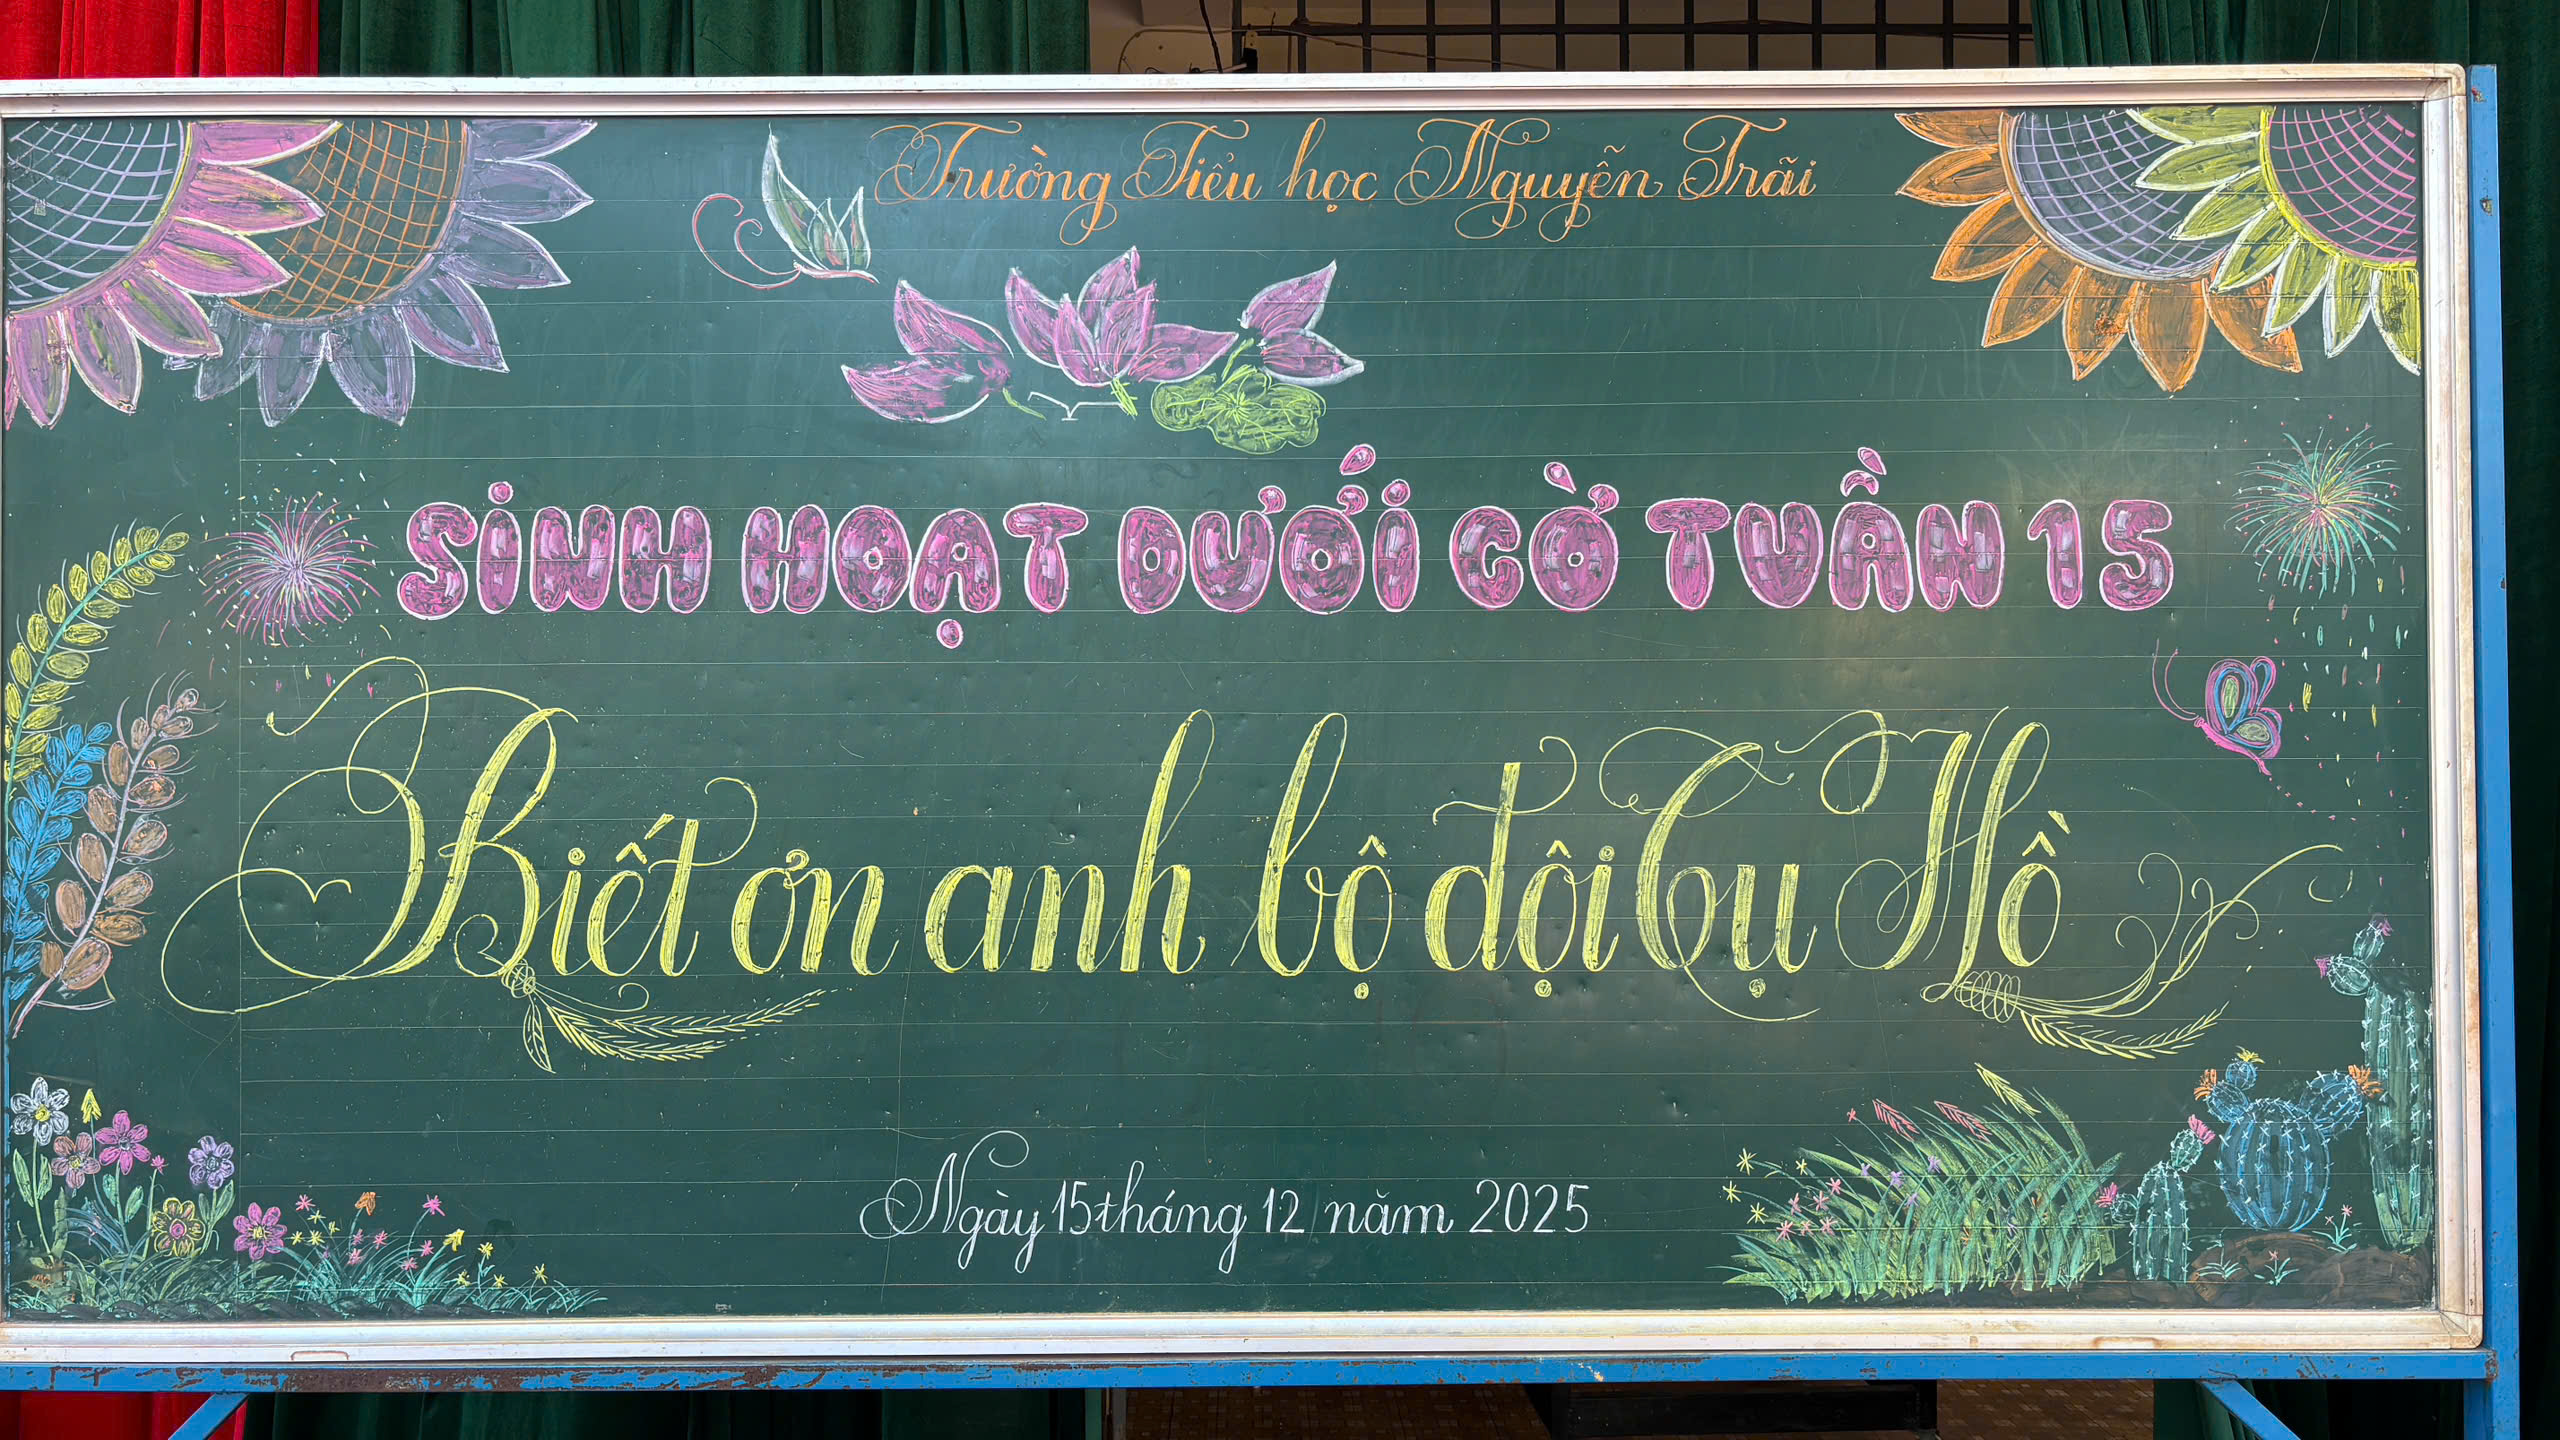 Trường Tiểu học Nguyễn Trãi
SINH HOẠT DƯỚI CỜ TUẦN 15
Biết ơn anh bộ đội Cụ Hồ
Ngày 15 tháng 12 năm 2025